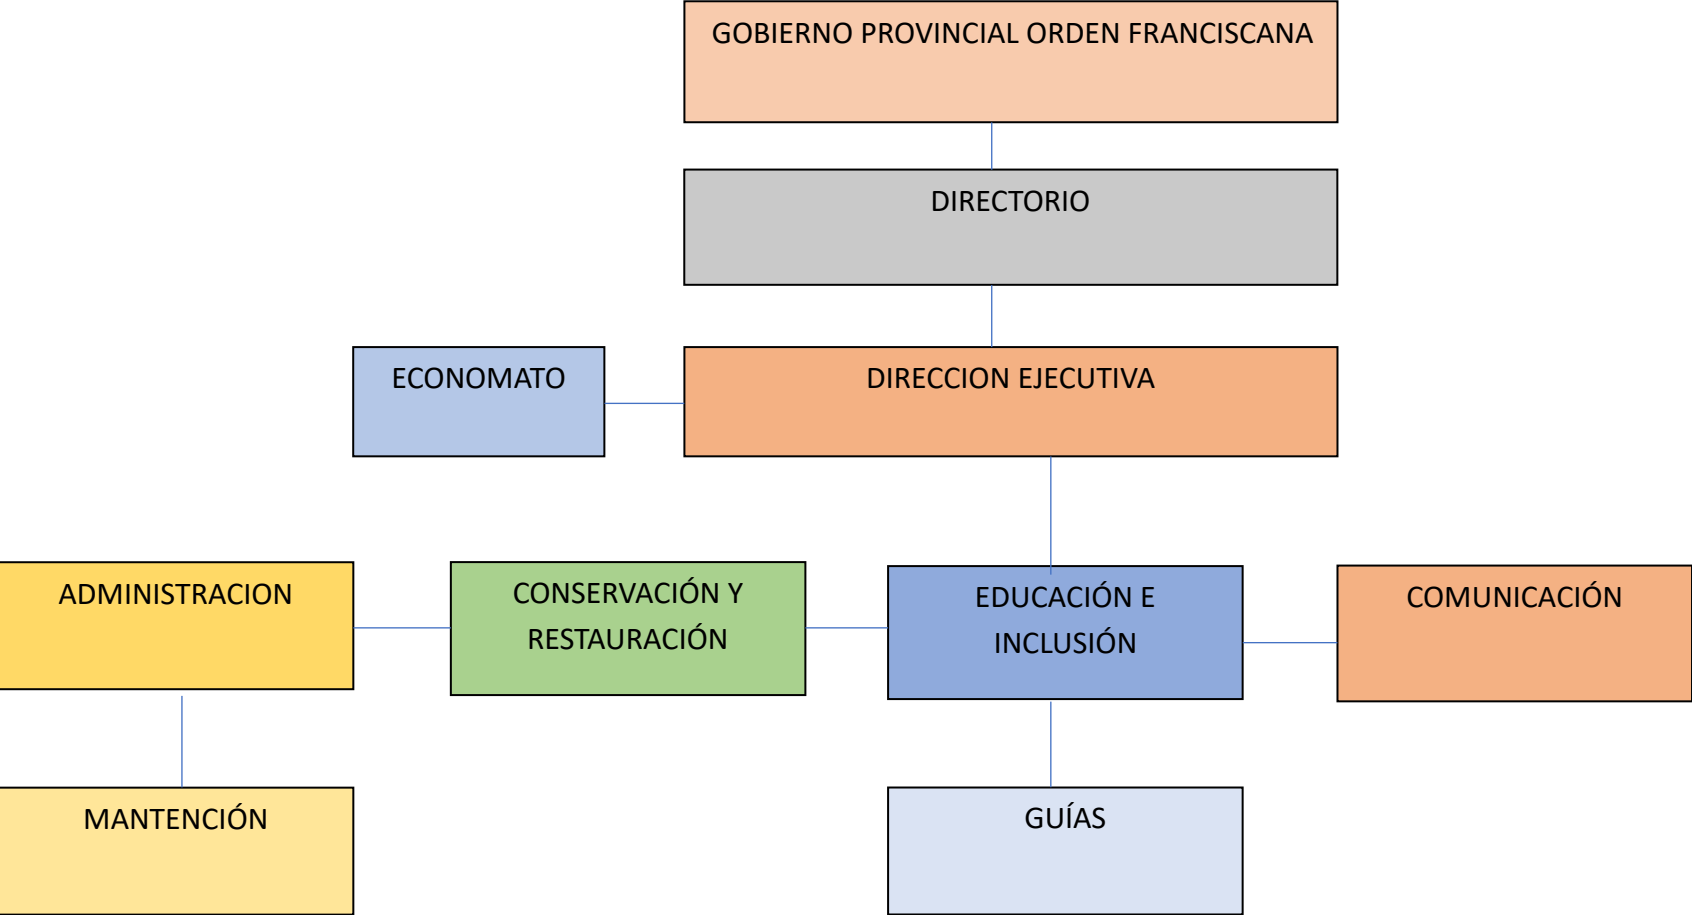 GOBIERNO PROVINCIAL ORDEN FRANCISCANA
DIRECTORIO
ECONOMATO
DIRECCION EJECUTIVA
ADMINISTRACION
CONSERVACIÓN Y
RESTAURACIÓN
EDUCACIÓN E
INCLUSIÓN
COMUNICACIÓN
MANTENCIÓN
GUÍAS